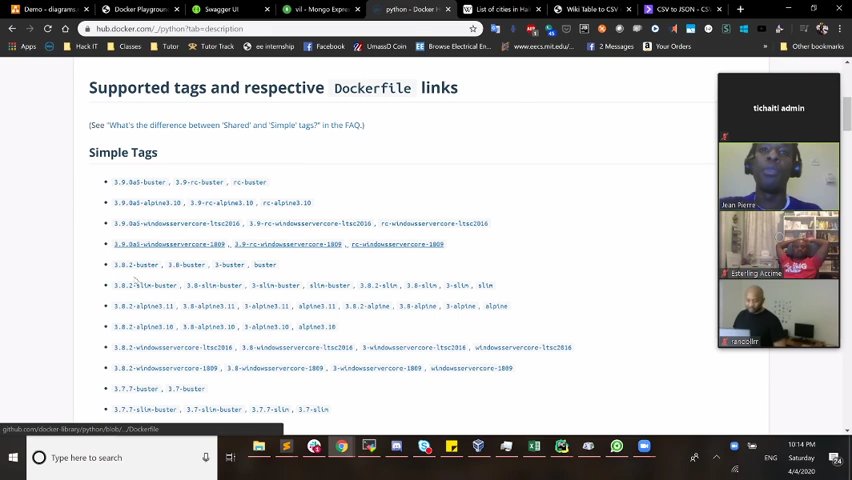 Demo - diagrams.
Docker Playground
Swagger UI
vil - Mongo Expre
python - Docker H
List of cities in Hai
Wiki Table to CSV
CSV to JSON - CSV
hub.docker.com/_/python?tab=description
Apps
Hack IT
Classes
Tutor
Tutor Track
ee internship
Facebook
UmassD Coin
Browse Electrical En...
www.eecs.mit.edu/...
2 Messages
Your Orders
Other bookmarks
Supported tags and respective Dockerfile links
(See "What's the difference between 'Shared' and 'Simple' tags?" in the FAQ.)
Simple Tags
3.9.0a5-buster , 3.9-rc-buster , rc-buster
3.9.0a5-alpine3.10 , 3.9-rc-alpine3.10 , rc-alpine3.10
3.9.0a5-windowsservercore-ltsc2016 , 3.9-rc-windowsservercore-ltsc2016 , rc-windowsservercore-ltsc2016
3.9.0a5-windowsservercore-1809 , 3.9-rc-windowsservercore-1809 , rc-windowsservercore-1809
3.8.2-buster , 3.8-buster , 3-buster , buster
3.8.2-slim-buster , 3.8-slim-buster , 3-slim-buster , slim-buster , 3.8.2-slim , 3.8-slim , 3-slim , slim
3.8.2-alpine3.11 , 3.8-alpine3.11 , 3-alpine3.11 , alpine3.11 , 3.8.2-alpine , 3.8-alpine , 3-alpine , alpine
3.8.2-alpine3.10 , 3.8-alpine3.10 , 3-alpine3.10 , alpine3.10
3.8.2-windowsservercore-ltsc2016 , 3.8-windowsservercore-ltsc2016 , 3-windowsservercore-ltsc2016 , windowsservercore-ltsc2016
3.8.2-windowsservercore-1809 , 3.8-windowsservercore-1809 , 3-windowsservercore-1809 , windowsservercore-1809
3.7.7-buster , 3.7-buster
3.7.7-slim-buster , 3.7-slim-buster , 3.7.7-slim , 3.7-slim
tichaiti admin
Jean Pierre
Esterling Accime
randollrr
github.com/docker-library/python/blob/.../Dockerfile
Type here to search
ENG
10:14 PM
Saturday
4/4/2020
24